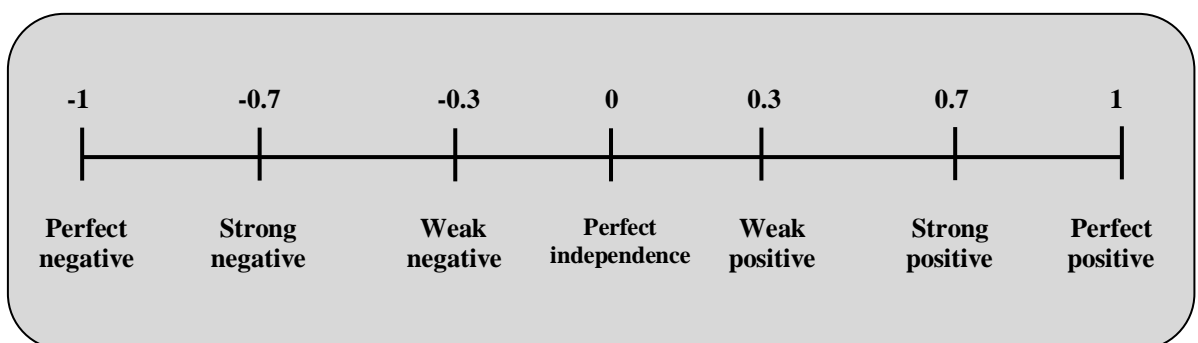 -1 -0.7 -0.3 0 0.3 0.7 1
Perfect Strong Weak Perfect Weak Strong Perfect
negative negative negative independence positive positive positive